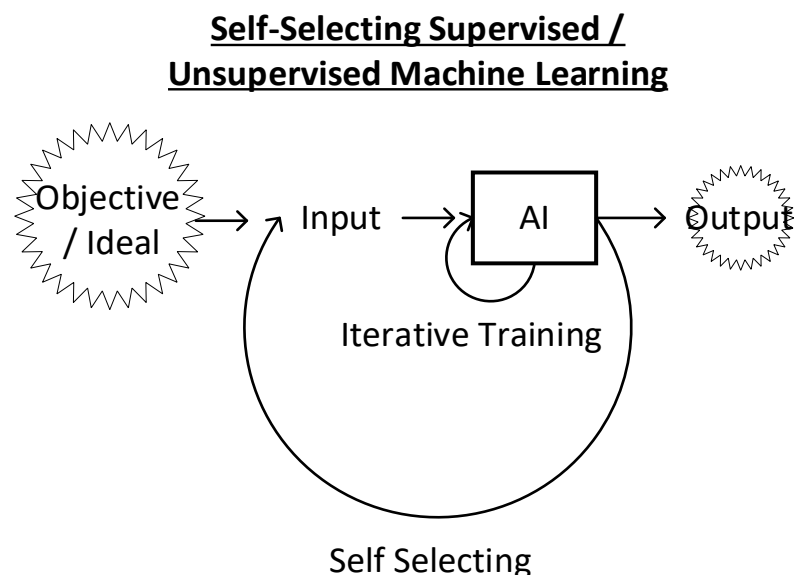 Self-Selecting Supervised /
Unsupervised Machine Learning
Objective
/ Ideal
Input
AI
Output
Iterative Training
Self Selecting